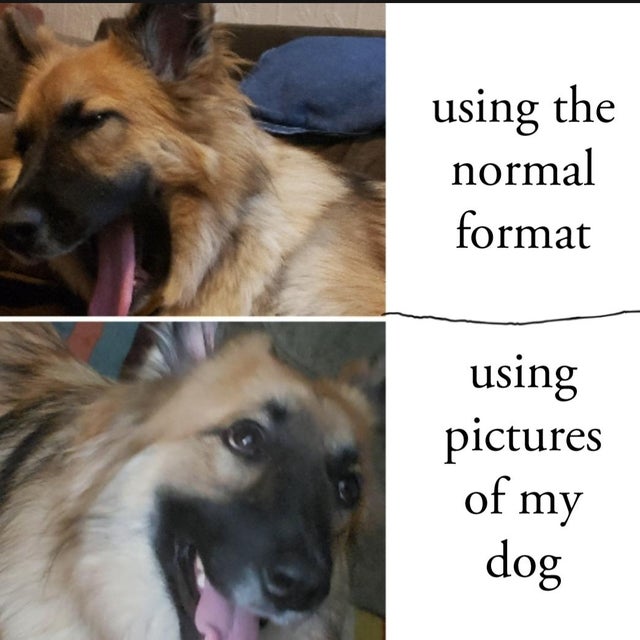 using the
normal
format
using
pictures
of my
dog